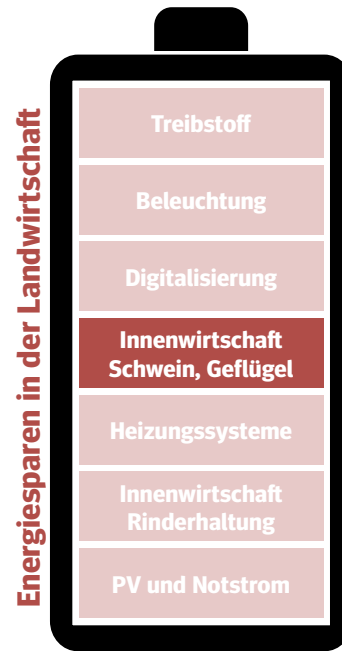 Energiesparen in der Landwirtschaft
Treibstoff
Beleuchtung
Digitalisierung
Innenwirtschaft
Schwein, Geflügel
Heizungssysteme
Innenwirtschaft
Rinderhaltung
PV und Notstrom